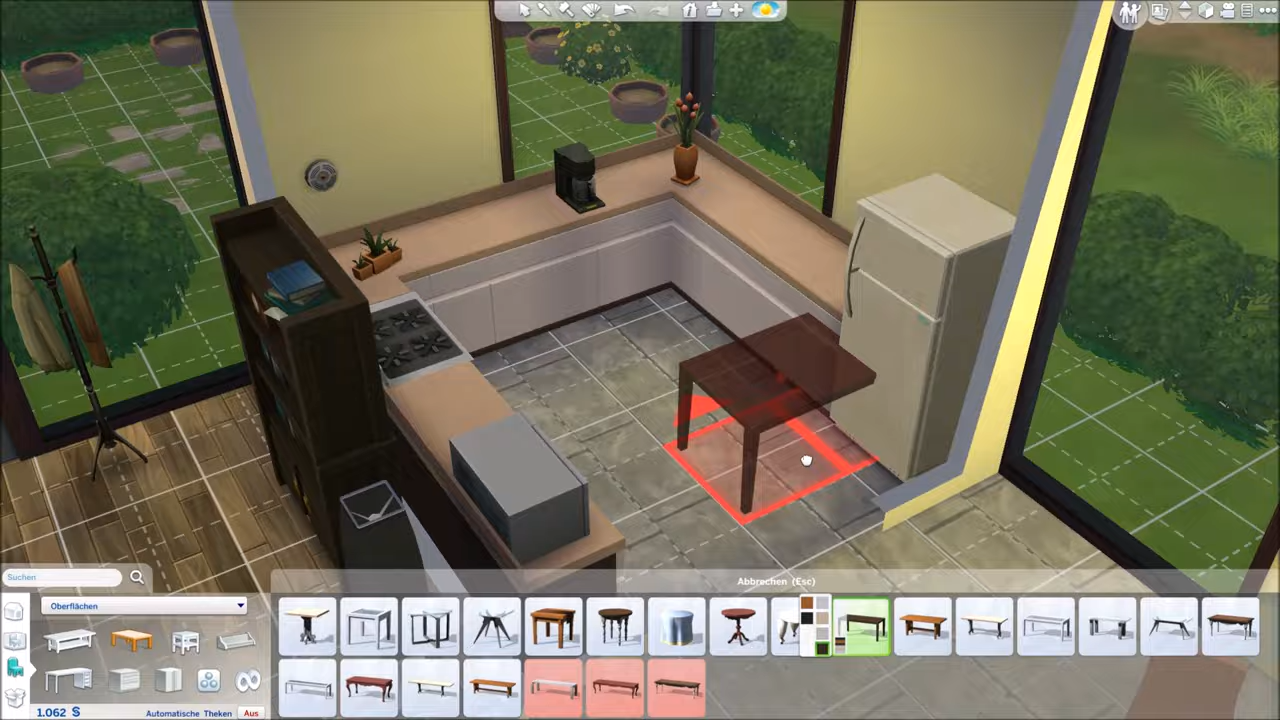 Abbrechen (Esc)
Suchen
Oberflächen
1.062 $
Automatische Theken Aus